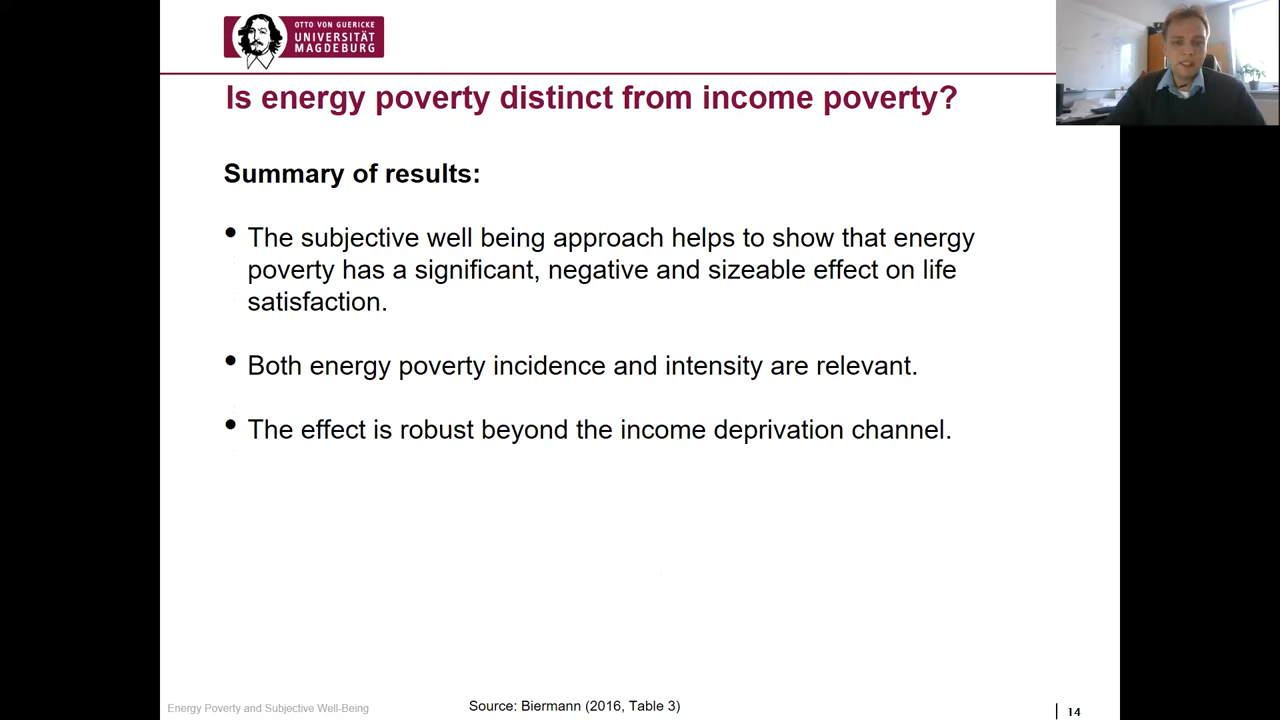 OTTO VON GUERICKE
UNIVERSITÄT
MAGDEBURG
Is energy poverty distinct from income poverty?
Summary of results:
• The subjective well being approach helps to show that energy
poverty has a significant, negative and sizeable effect on life
satisfaction.
• Both energy poverty incidence and intensity are relevant.
• The effect is robust beyond the income deprivation channel.
Energy Poverty and Subjective Well-Being
Source: Biermann (2016, Table 3)
14